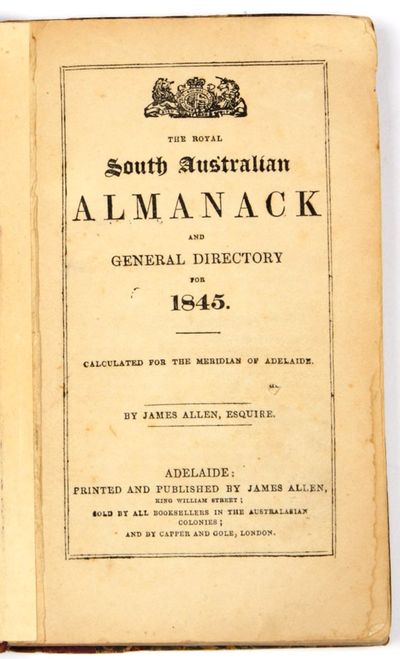 THE ROYAL
South Australian
ALMANACK
AND
GENERAL DIRECTORY
FOR
1845.
CALCULATED FOR THE MERIDIAN OF ADELAIDE.
BY JAMES ALLEN, ESQUIRE.
ADELAIDE:
PRINTED AND PUBLISHED BY JAMES ALLEN,
KING WILLIAM STREET;
SOLD BY ALL BOOKSELLERS IN THE AUSTRALASIAN
COLONIES;
AND BY CAPPER AND GOLE, LONDON.